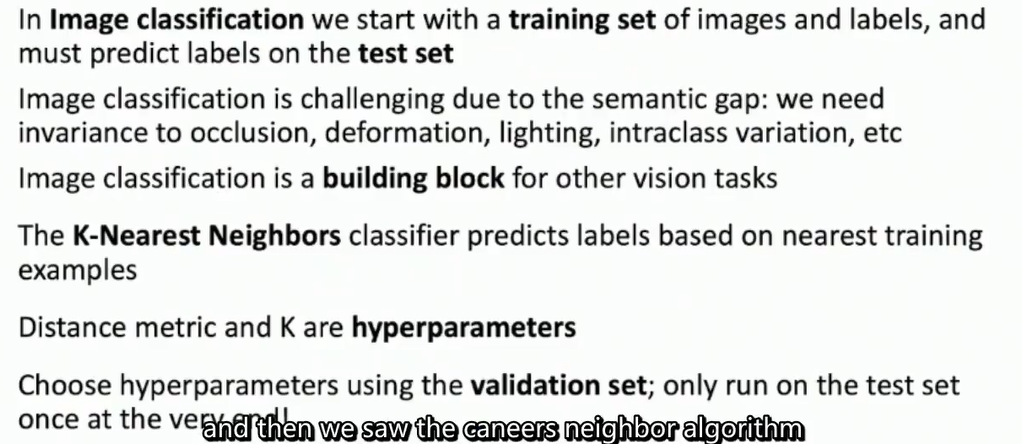 In Image classification we start with a training set of images and labels, and
must predict labels on the test set
Image classification is challenging due to the semantic gap: we need
invariance to occlusion, deformation, lighting, intraclass variation, etc
Image classification is a building block for other vision tasks
The K-Nearest Neighbors classifier predicts labels based on nearest training
examples
Distance metric and K are hyperparameters
Choose hyperparameters using the validation set; only run on the test set
once at the very end!
and then we saw the caneers neighbor algorithm